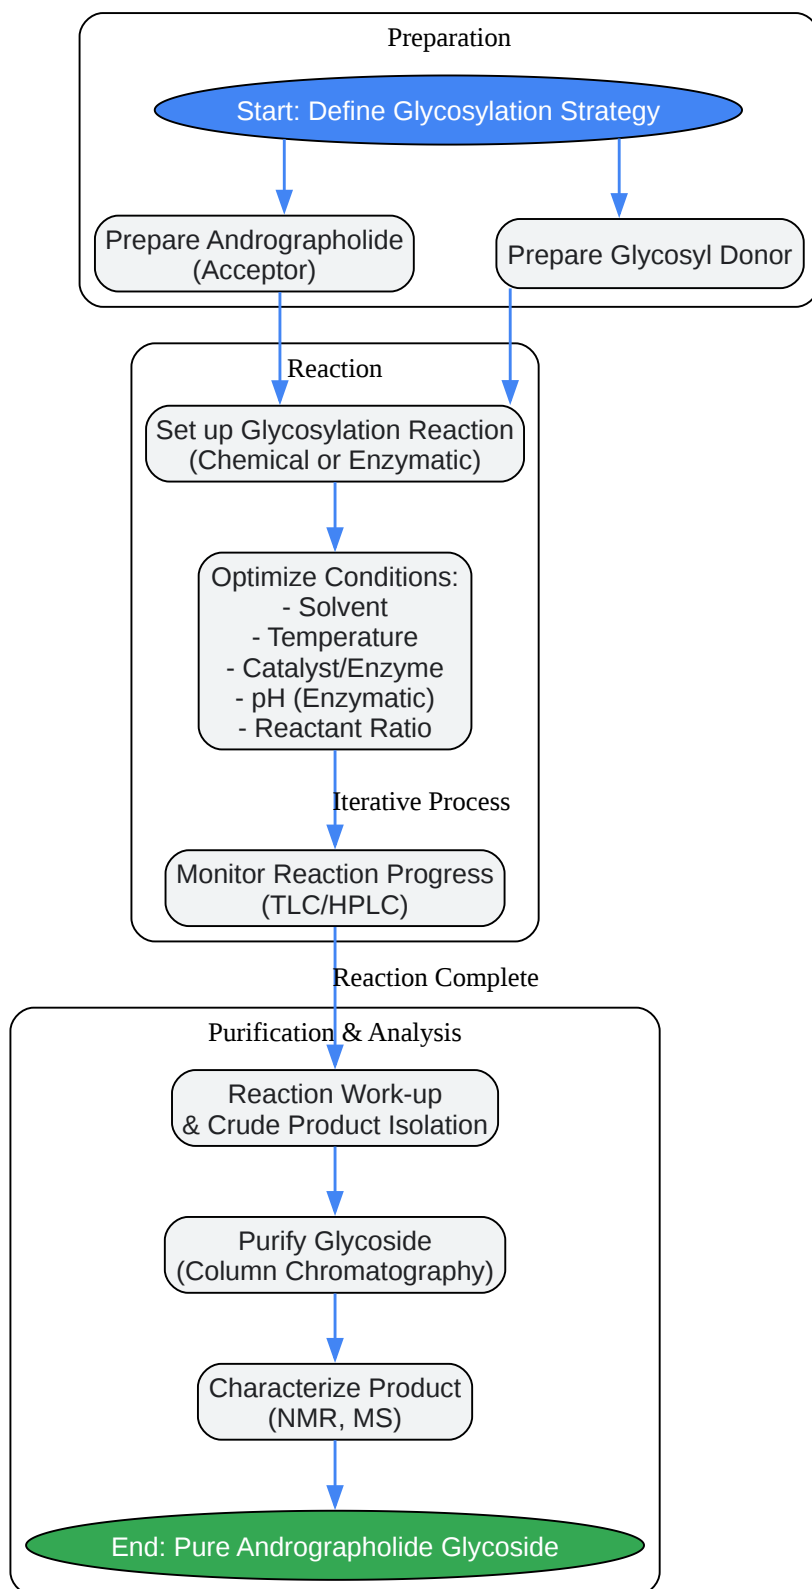 Preparation
Start: Define Glycosylation Strategy
Prepare Andrographolide
(Acceptor)
Prepare Glycosyl Donor
Reaction
Set up Glycosylation Reaction
(Chemical or Enzymatic)
Optimize Conditions:
- Solvent
- Temperature
- Catalyst/Enzyme
- pH (Enzymatic)
- Reactant Ratio
Iterative Process
Monitor Reaction Progress
(TLC/HPLC)
Reaction Complete
Purification & Analysis
Reaction Work-up
& Crude Product Isolation
Purify Glycoside
(Column Chromatography)
Characterize Product
(NMR, MS)
End: Pure Andrographolide Glycoside